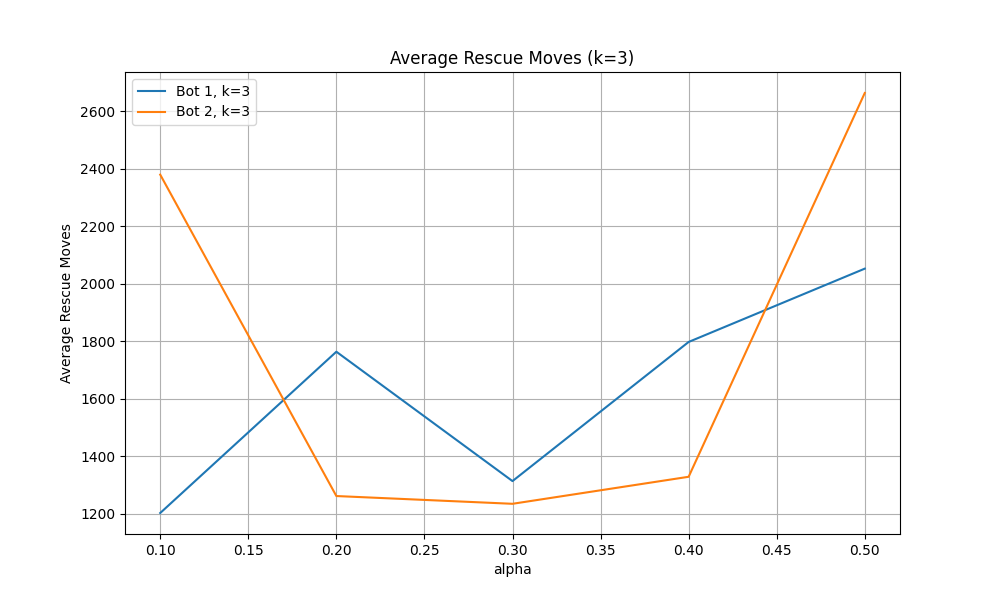 Average Rescue Moves (k=3)
Bot 1, k=3
Bot 2, k=3
Average Rescue Moves
2600
2400
2200
2000
1800
1600
1400
1200
0.10 0.15 0.20 0.25 0.30 0.35 0.40 0.45 0.50
alpha